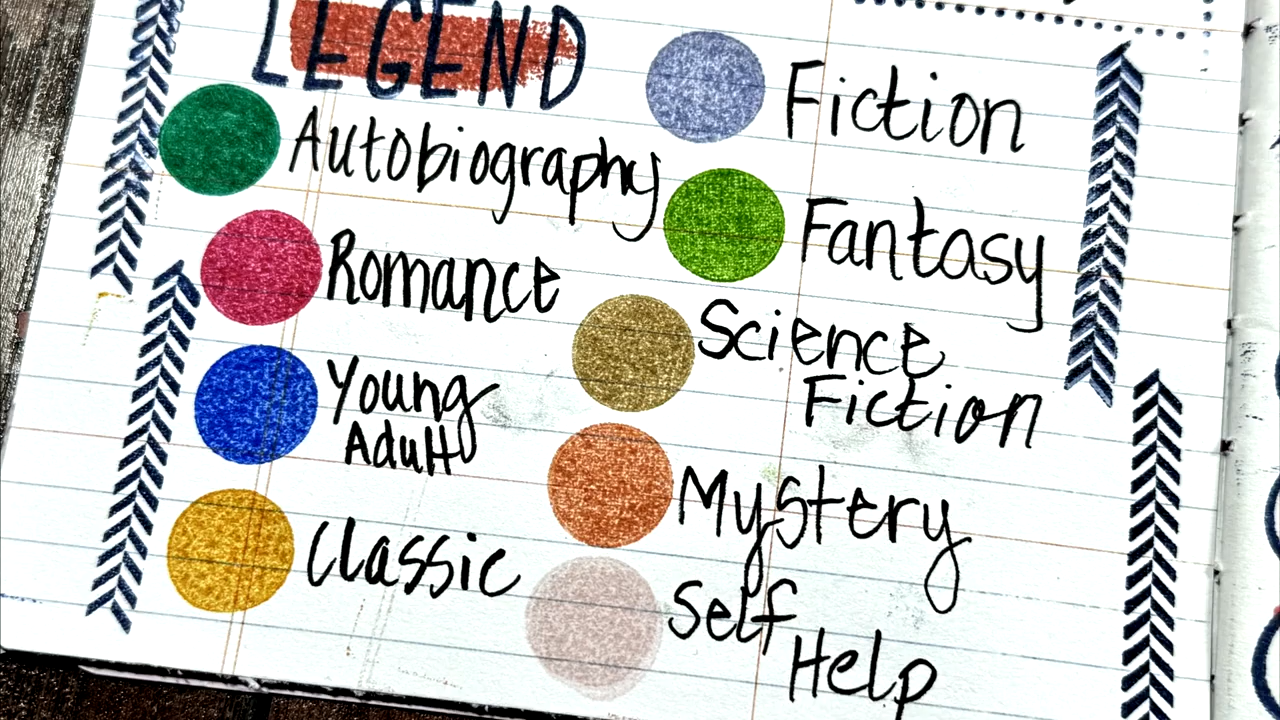 LEGEND
Autobiography
Romance
Young
Adult
Classic
Fiction
Fantasy
Science
Fiction
Mystery
Self
Help